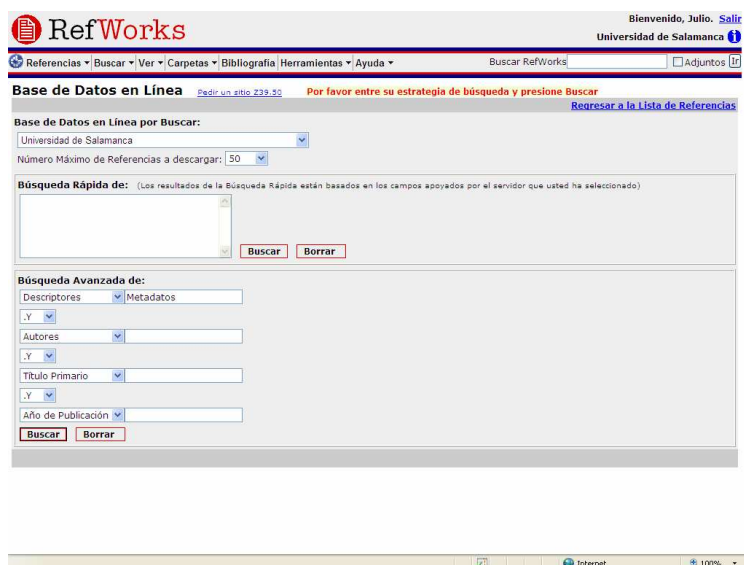 RefWorks
Bienvenido, Julio. Salir
Universidad de Salamanca
Referencias Buscar Ver Carpetas Bibliografía Herramientas Ayuda Buscar RefWorks Adjuntos Ir
Base de Datos en Línea Pedir un sitio Z39.50 Por favor entre su estrategia de búsqueda y presione Buscar
Regresar a la Lista de Referencias
Base de Datos en Línea por Buscar:
Universidad de Salamanca
Número Máximo de Referencias a descargar: 50
Búsqueda Rápida de: (Los resultados de la Búsqueda Rápida están basados en los campos apoyados por el servidor que usted ha seleccionado)
Buscar Borrar
Búsqueda Avanzada de:
Descriptores Metadatos
.Y
Autores
.Y
Título Primario
.Y
Año de Publicación
Buscar Borrar
Internet 100%